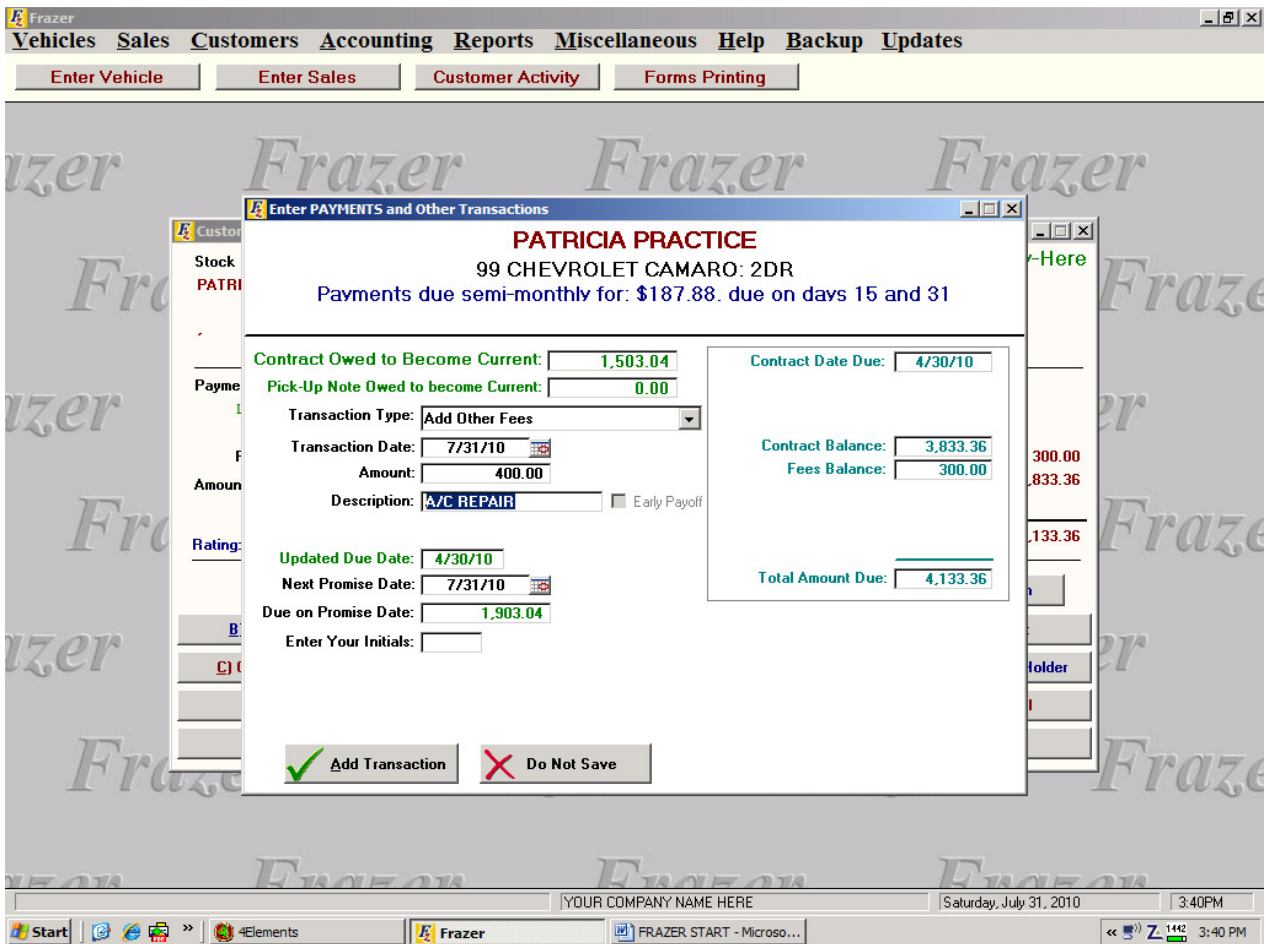 Frazer
Vehicles Sales Customers Accounting Reports Miscellaneous Help Backup Updates
Enter Vehicle Enter Sales Customer Activity Forms Printing
Frazer Frazer Frazer
Enter PAYMENTS and Other Transactions
PATRICIA PRACTICE
99 CHEVROLET CAMARO: 2DR
Payments due semi-monthly for: $187.88. due on days 15 and 31
Stock
-Here
Contract Owed to Become Current: 1,503.04
Contract Date Due: 4/30/10
Pick-Up Note Owed to become Current: 0.00
Transaction Type: Add Other Fees
Transaction Date: 7/31/10
Contract Balance: 3,833.36
Amount: 400.00
Fees Balance: 300.00
300.00
Amoun
,833.36
Description: A/C REPAIR Early Payoff
Rating:
,133.36
Updated Due Date: 4/30/10
Next Promise Date: 7/31/10
Total Amount Due: 4,133.36
Due on Promise Date: 1,903.04
Enter Your Initials:
B)
C)
Holder
Add Transaction Do Not Save
Frazer
YOUR COMPANY NAME HERE Saturday, July 31, 2010 3:40PM
Start » 4Elements Frazer FRAZER START - Microso... « 1442 3:40 PM